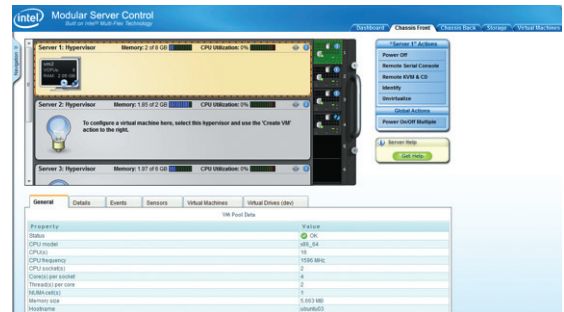 intel Modular Server Control
Built on Intel® Multi-Flex Technology
Dashboard Chassis Front Chassis Back Storage Virtual Machines
Navigation
Server 1: Hypervisor Memory: 2 of 8 GB CPU Utilization: 0%
vm2
VCPUs:
RAM: 2.00 GB
Server 2: Hypervisor Memory: 1.85 of 2 GB CPU Utilization: 0%
To configure a virtual machine here, select this hypervisor and use the 'Create VM'
action to the right.
Server 3: Hypervisor Memory: 1.97 of 6 GB CPU Utilization: 0%
"Server 1" Actions
Power Off
Remote Serial Console
Remote KVM & CD
Identify
Unvirtualize
Global Actions
Power On/Off Multiple
Server Help
Get Help
General Details Events Sensors Virtual Machines Virtual Drives (dev)
VM Pool Data
Property Value
Status OK
CPU model x86_64
CPU(s) 16
CPU frequency 1596 MHz
CPU socket(s) 2
Core(s) per socket 4
Thread(s) per core 2
NUMA cell(s) 1
Memory size MB
Hostname ubuntu03